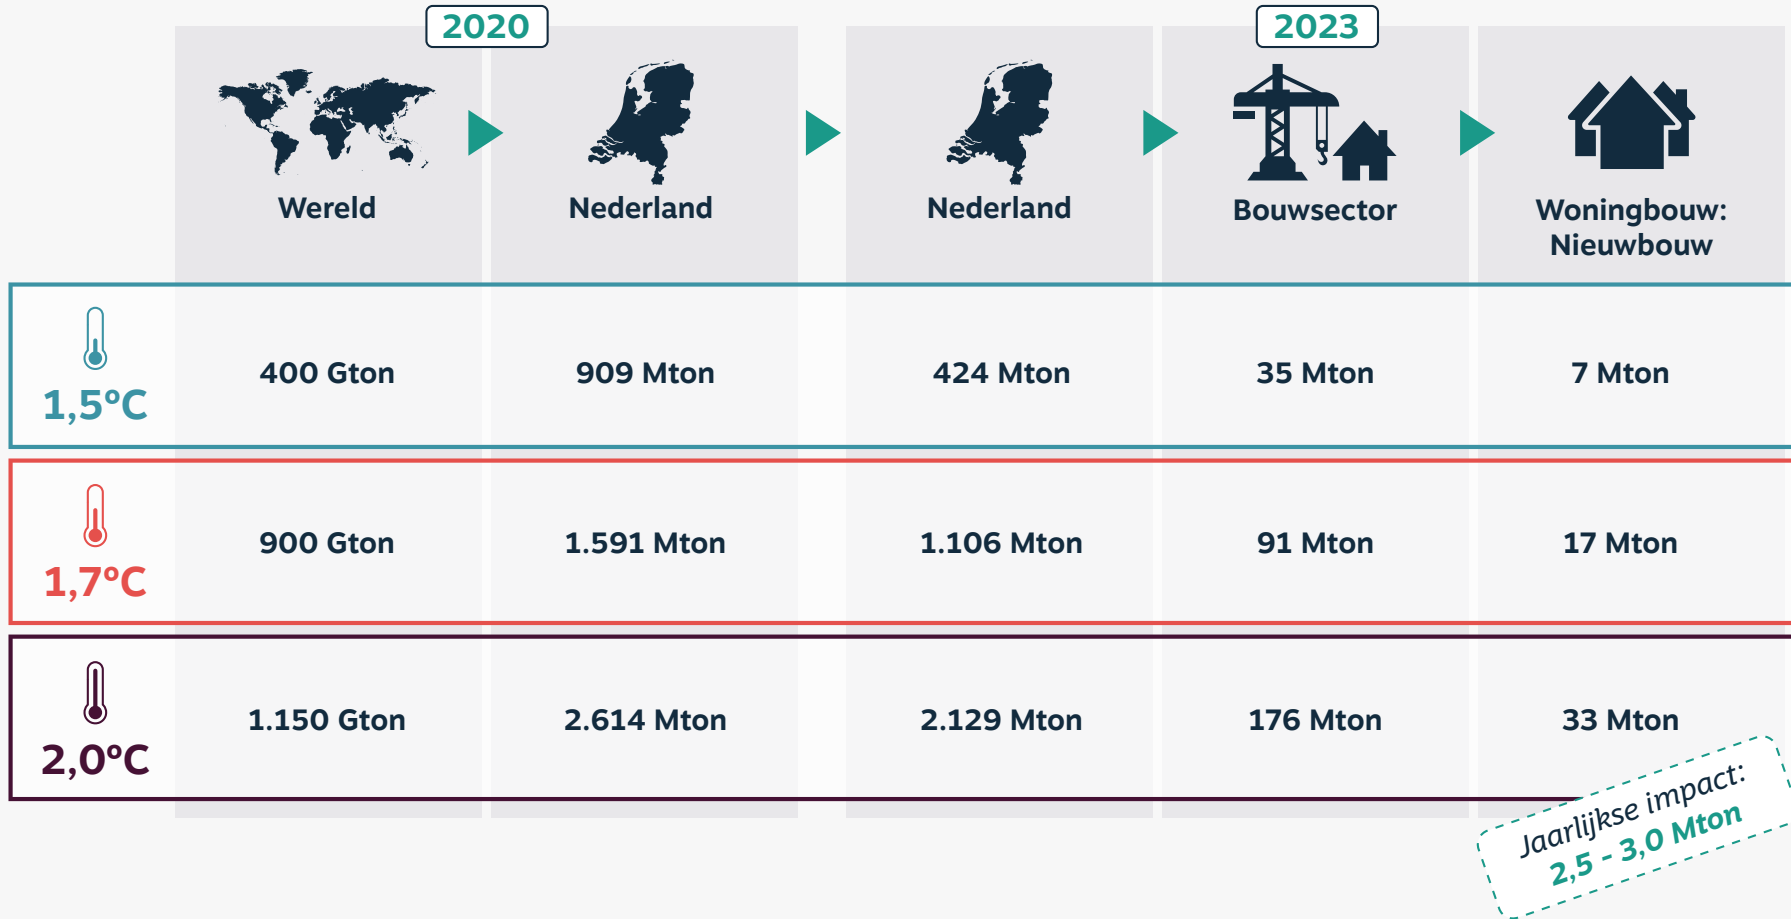 2020
2023
Wereld
Nederland
Nederland
Bouwsector
Woningbouw:
Nieuwbouw
1,5°C
400 Gton
909 Mton
424 Mton
35 Mton
7 Mton
1,7°C
900 Gton
1.591 Mton
1.106 Mton
91 Mton
17 Mton
2,0°C
1.150 Gton
2.614 Mton
2.129 Mton
176 Mton
33 Mton
Jaarlijkse impact:
2,5 - 3,0 Mton